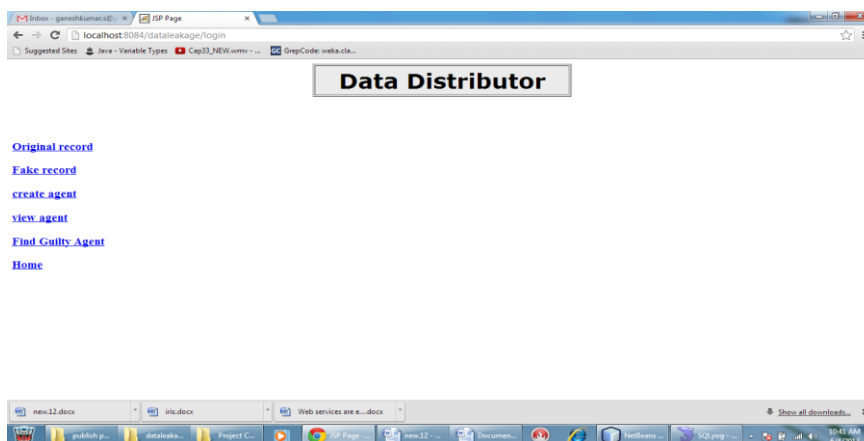 Inbox - ganeshkumar.s@
JSP Page
localhost:8084/dataleakage/login
Suggested Sites
Java - Variable Types
Cap33_NEW.wmv - ...
GC GrepCode: weka.cla...
Data Distributor
Original record
Fake record
create agent
view agent
Find Guilty Agent
Home
new.12.docx
iris.docx
Web services are e....docx
Show all downloads...
publish p...
dataleaka...
Project C...
JSP Page -...
new.12 - ...
Documen...
NetBeans ...
SQLyog -...
10:41 AM